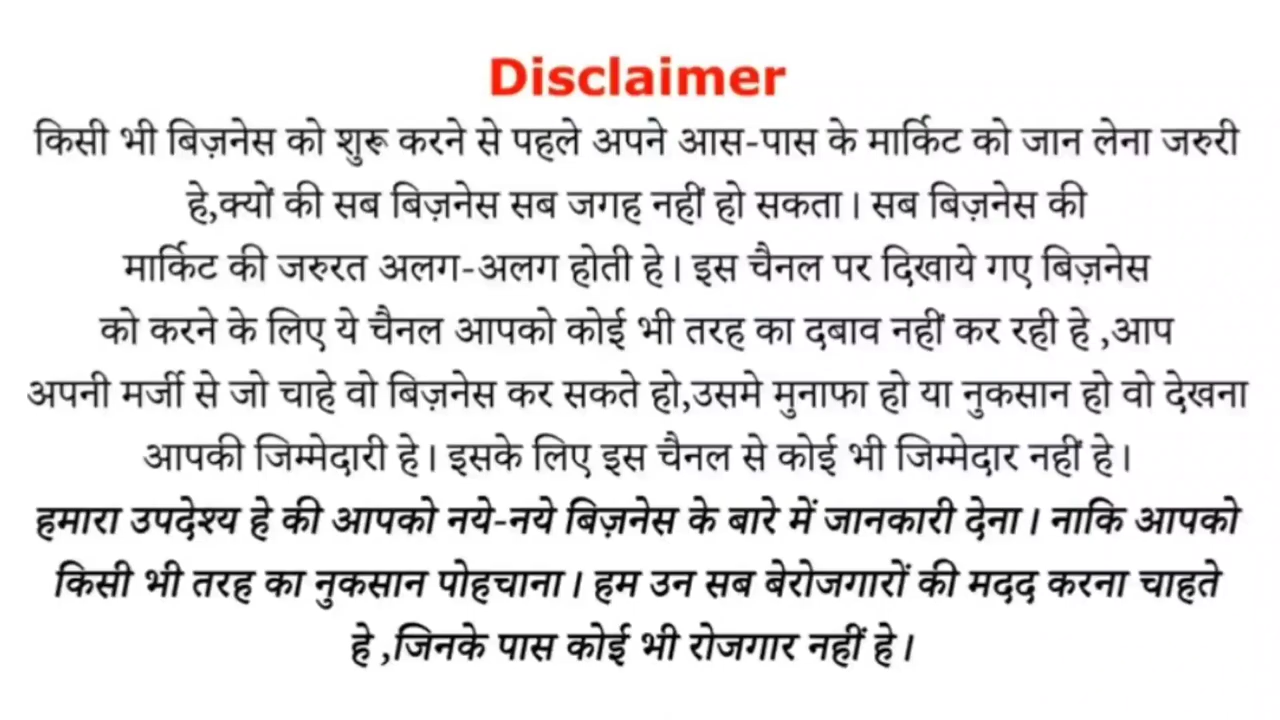 Disclaimer
किसी भी बिज़नेस को शुरू करने से पहले अपने आस-पास के मार्किट को जान लेना जरुरी
हे,क्यों की सब बिज़नेस सब जगह नहीं हो सकता। सब बिज़नेस की
मार्किट की जरुरत अलग-अलग होती हे। इस चैनल पर दिखाये गए बिज़नेस
को करने के लिए ये चैनल आपको कोई भी तरह का दबाव नहीं कर रही हे ,आप
अपनी मर्जी से जो चाहे वो बिज़नेस कर सकते हो,उसमे मुनाफा हो या नुकसान हो वो देखना
आपकी जिम्मेदारी हे। इसके लिए इस चैनल से कोई भी जिम्मेदार नहीं हे।
हमारा उपदेश्य हे की आपको नये-नये बिज़नेस के बारे में जानकारी देना। नाकि आपको
किसी भी तरह का नुकसान पोहचाना। हम उन सब बेरोजगारों की मदद करना चाहते
हे ,जिनके पास कोई भी रोजगार नहीं हे।